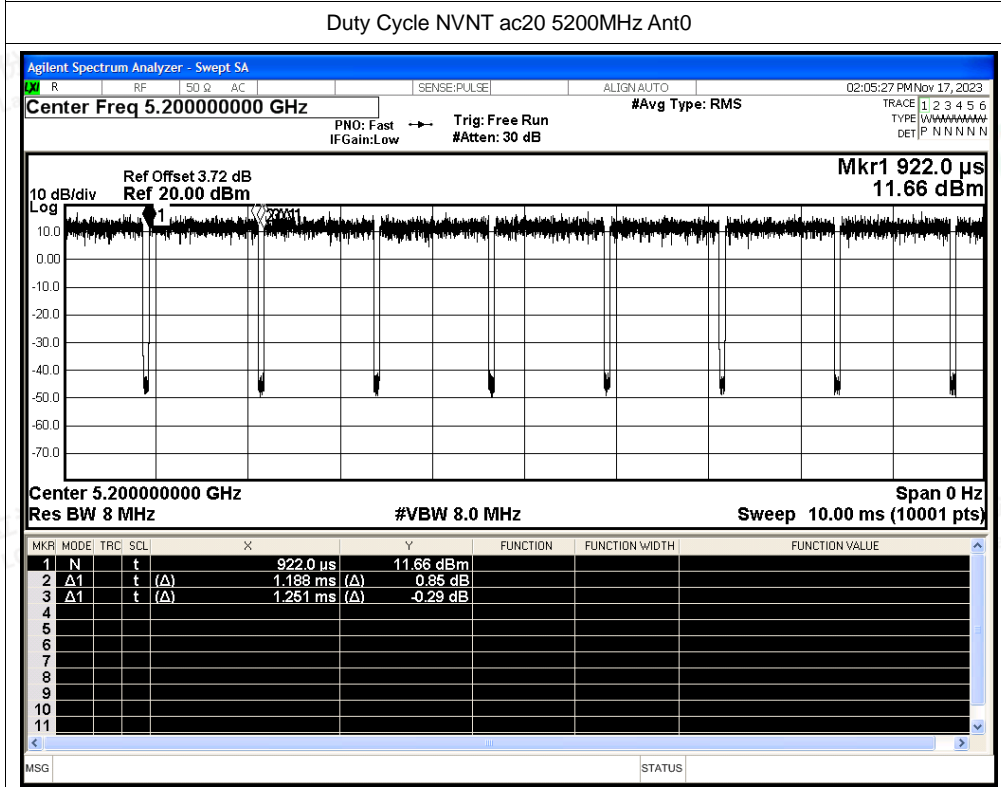 Duty Cycle NVNT ac20 5200MHz Ant0
Agilent Spectrum Analyzer - Swept SA
LXI R RF 50 Ω AC SENSE:PULSE ALIGN AUTO 02:05:27 PM Nov 17, 2023
Center Freq 5.200000000 GHz #Avg Type: RMS TRACE 1 2 3 4 5 6
PNO: Fast Trig: Free Run TYPE
IFGain:Low #Atten: 30 dB DET P N N N N N
Mkr1 922.0 µs
Ref Offset 3.72 dB
10 dB/div Ref 20.00 dBm 11.66 dBm
Log
1
10.0
0.00
-10.0
-20.0
-30.0
-40.0
-50.0
-60.0
-70.0
Center 5.200000000 GHz Span 0 Hz
Res BW 8 MHz #VBW 8.0 MHz Sweep 10.00 ms (10001 pts)
MKR MODE TRC SCL X Y FUNCTION FUNCTION WIDTH FUNCTION VALUE
1 N t 922.0 µs 11.66 dBm
2 Δ1 t (Δ) 1.188 ms (Δ) 0.85 dB
3 Δ1 t (Δ) 1.251 ms (Δ) -0.29 dB
4
5
6
7
8
9
10
11
MSG STATUS